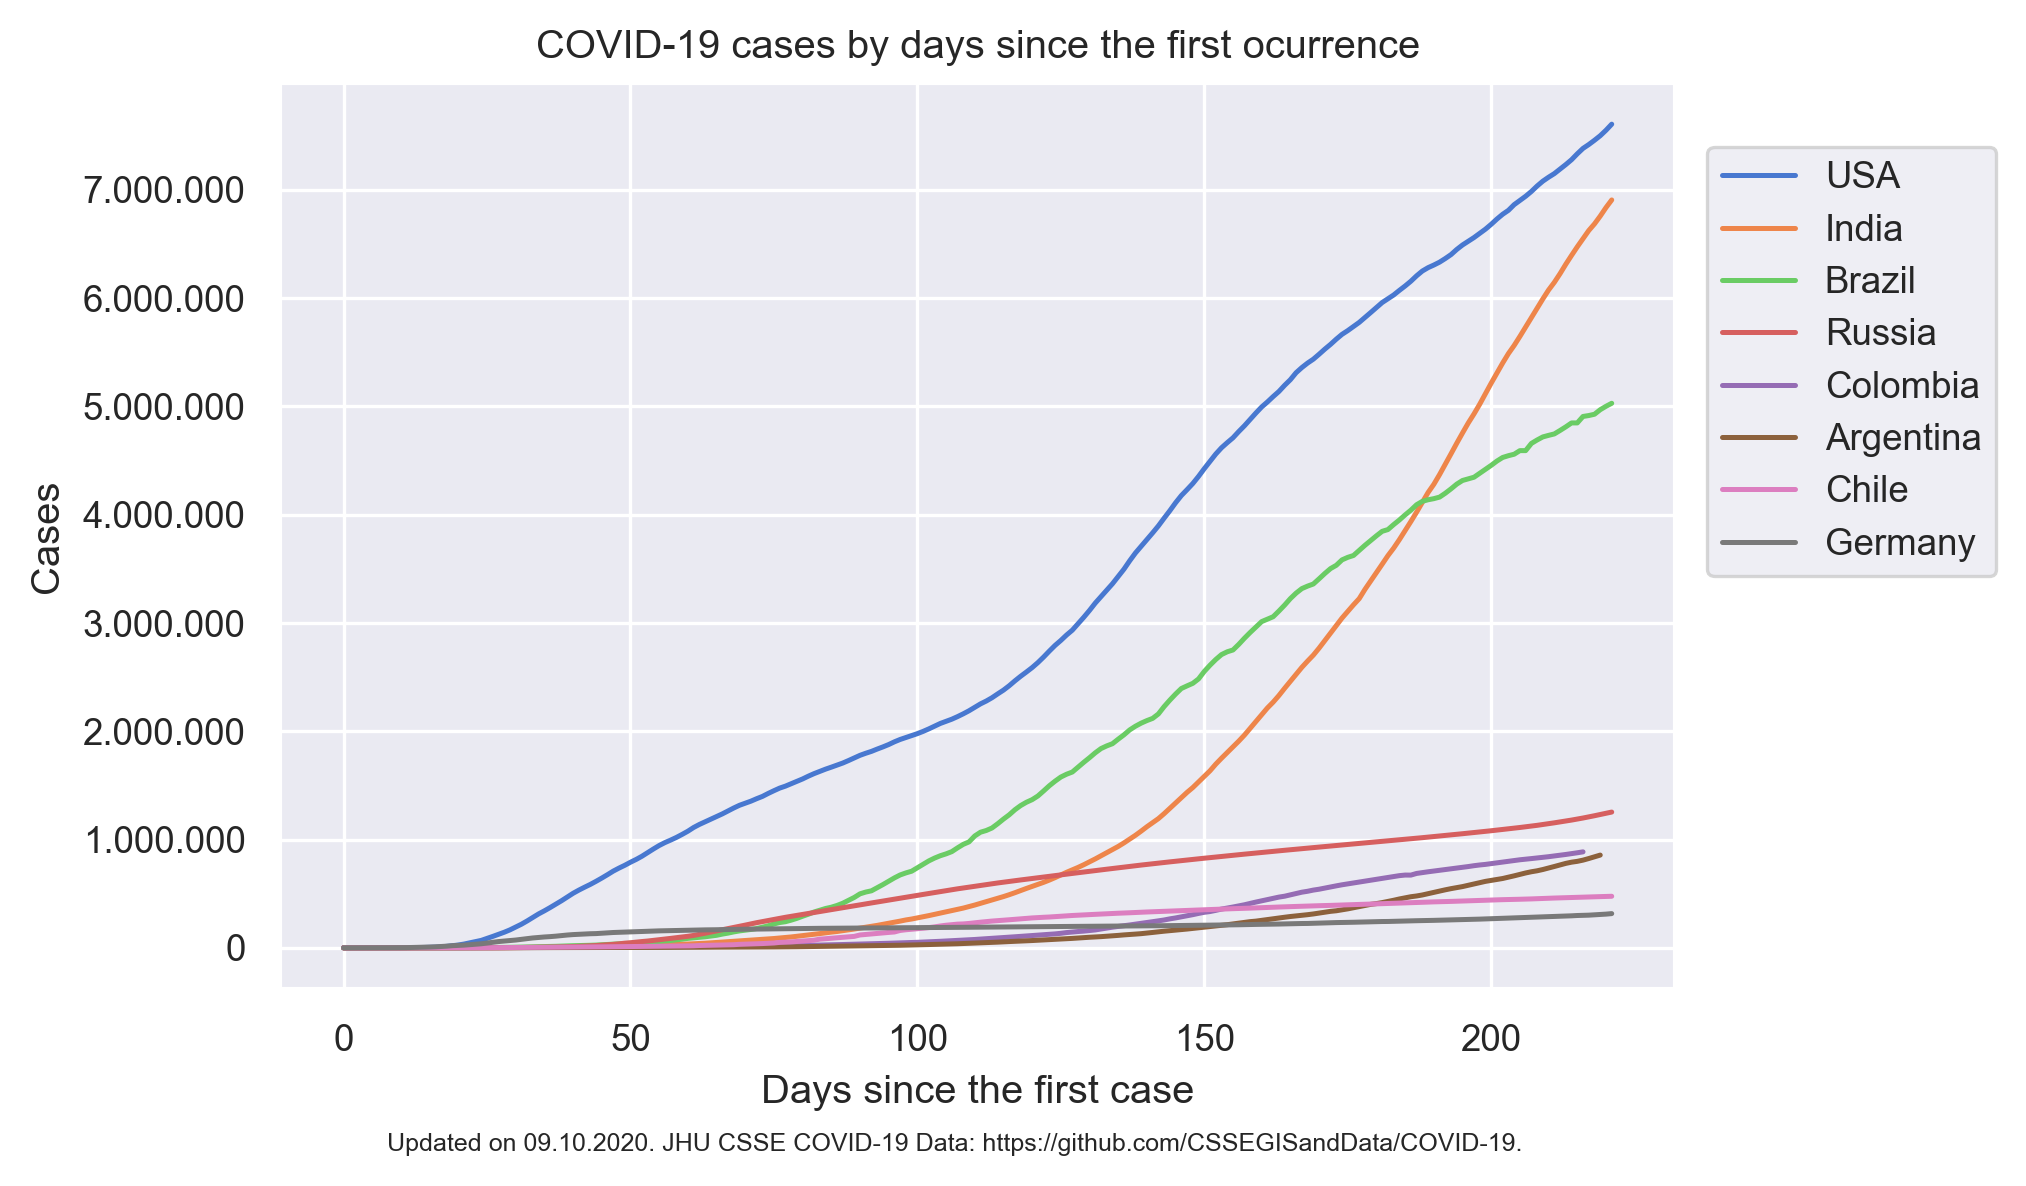 COVID-19 cases by days since the first ocurrence
7.000.000
6.000.000
5.000.000
4.000.000
3.000.000
2.000.000
1.000.000
0
Cases
0 50 100 150 200
Days since the first case
USA
India
Brazil
Russia
Colombia
Argentina
Chile
Germany
Updated on 09.10.2020. JHU CSSE COVID-19 Data: https://github.com/CSSEGISandData/COVID-19.